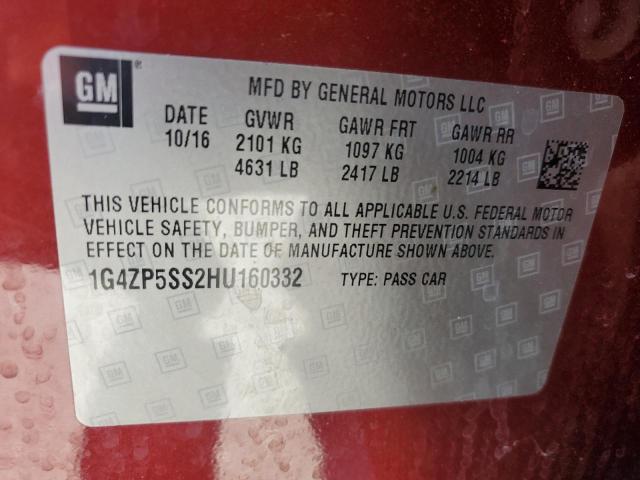 GM
MFD BY GENERAL MOTORS LLC
DATE GVWR GAWR FRT GAWR RR
10/16 2101 KG 1097 KG 1004 KG
4631 LB 2417 LB 2214 LB
THIS VEHICLE CONFORMS TO ALL APPLICABLE U.S. FEDERAL MOTOR
VEHICLE SAFETY, BUMPER, AND THEFT PREVENTION STANDARDS IN
EFFECT ON THE DATE OF MANUFACTURE SHOWN ABOVE.
1G4ZP5SS2HU160332 TYPE: PASS CAR